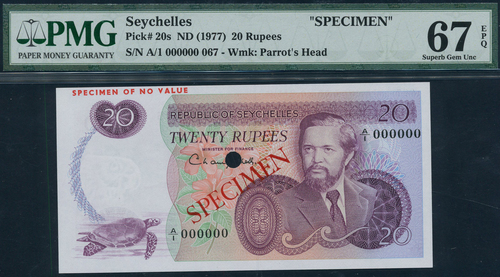 PMG
PAPER MONEY GUARANTY
Seychelles "SPECIMEN"
Pick# 20s ND (1977) 20 Rupees
S/N A/1 000000 067 - Wmk: Parrot's Head
67 EPQ
Superb Gem Unc
SPECIMEN OF NO VALUE
20
REPUBLIC OF SEYCHELLES
20
TWENTY RUPEES
A/1 000000
MINISTER FOR FINANCE
SPECIMEN
A/1 000000
20